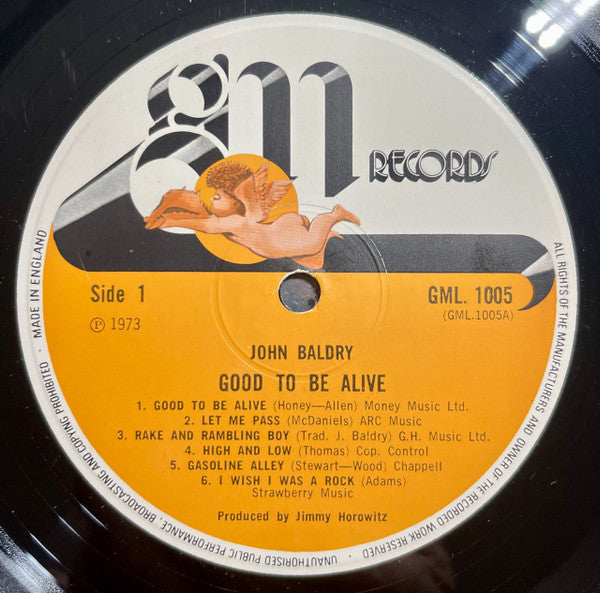 gm RECORDS
Side 1
GML. 1005
(GML.1005A)
℗ 1973
JOHN BALDRY
GOOD TO BE ALIVE
1. GOOD TO BE ALIVE (Honey—Allen) Money Music Ltd.
2. LET ME PASS (McDaniels) ARC Music
3. RAKE AND RAMBLING BOY (Trad. J. Baldry) G.H. Music Ltd.
4. HIGH AND LOW (Thomas) Cop. Control
5. GASOLINE ALLEY (Stewart—Wood) Chappell
6. I WISH I WAS A ROCK (Adams)
Strawberry Music
Produced by Jimmy Horowitz
ALL RIGHTS OF THE MANUFACTURERS AND OWNER OF THE RECORDED WORK RESERVED
UNAUTHORISED PUBLIC PERFORMANCE, BROADCASTING AND COPYING PROHIBITED · MADE IN ENGLAND